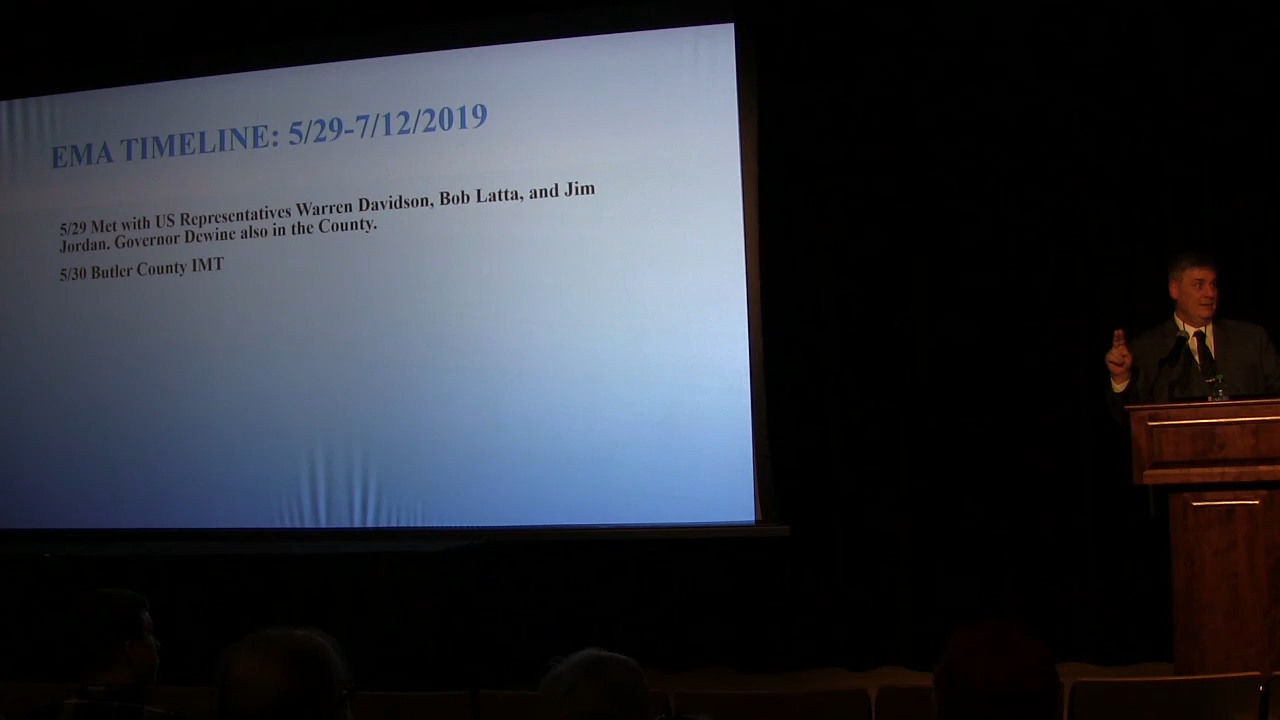 EMA TIMELINE: 5/29-7/12/2019
5/29 Met with US Representatives Warren Davidson, Bob Latta, and Jim
Jordan. Governor Dewine also in the County.
5/30 Butler County IMT